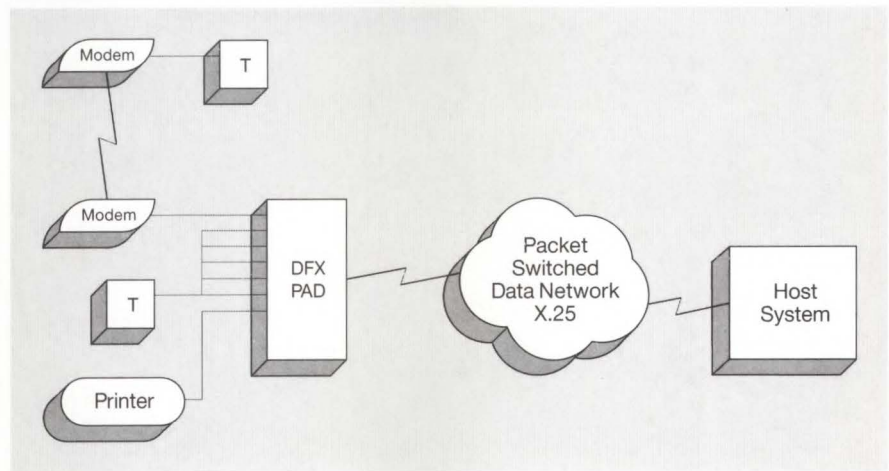 Modem
T
Modem
DFX
PAD
Packet
Switched
Data Network
X.25
Host
System
T
Printer